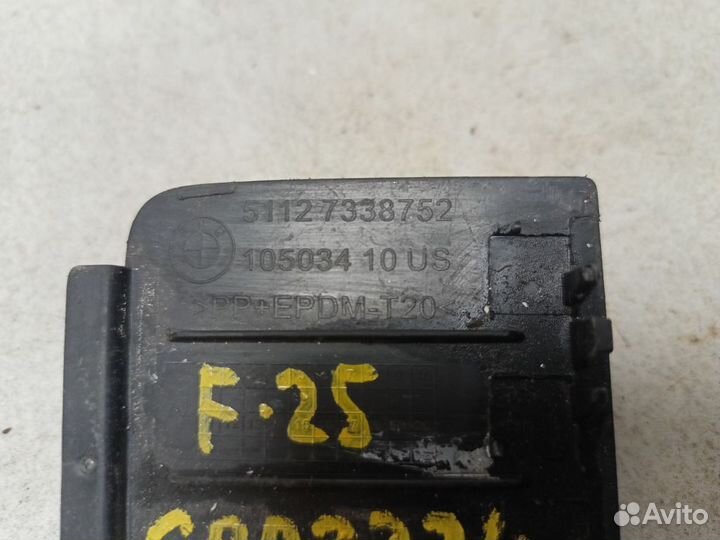 51127338752
105034 10 US
>PP+EPDM-T20<
F.25
Avito